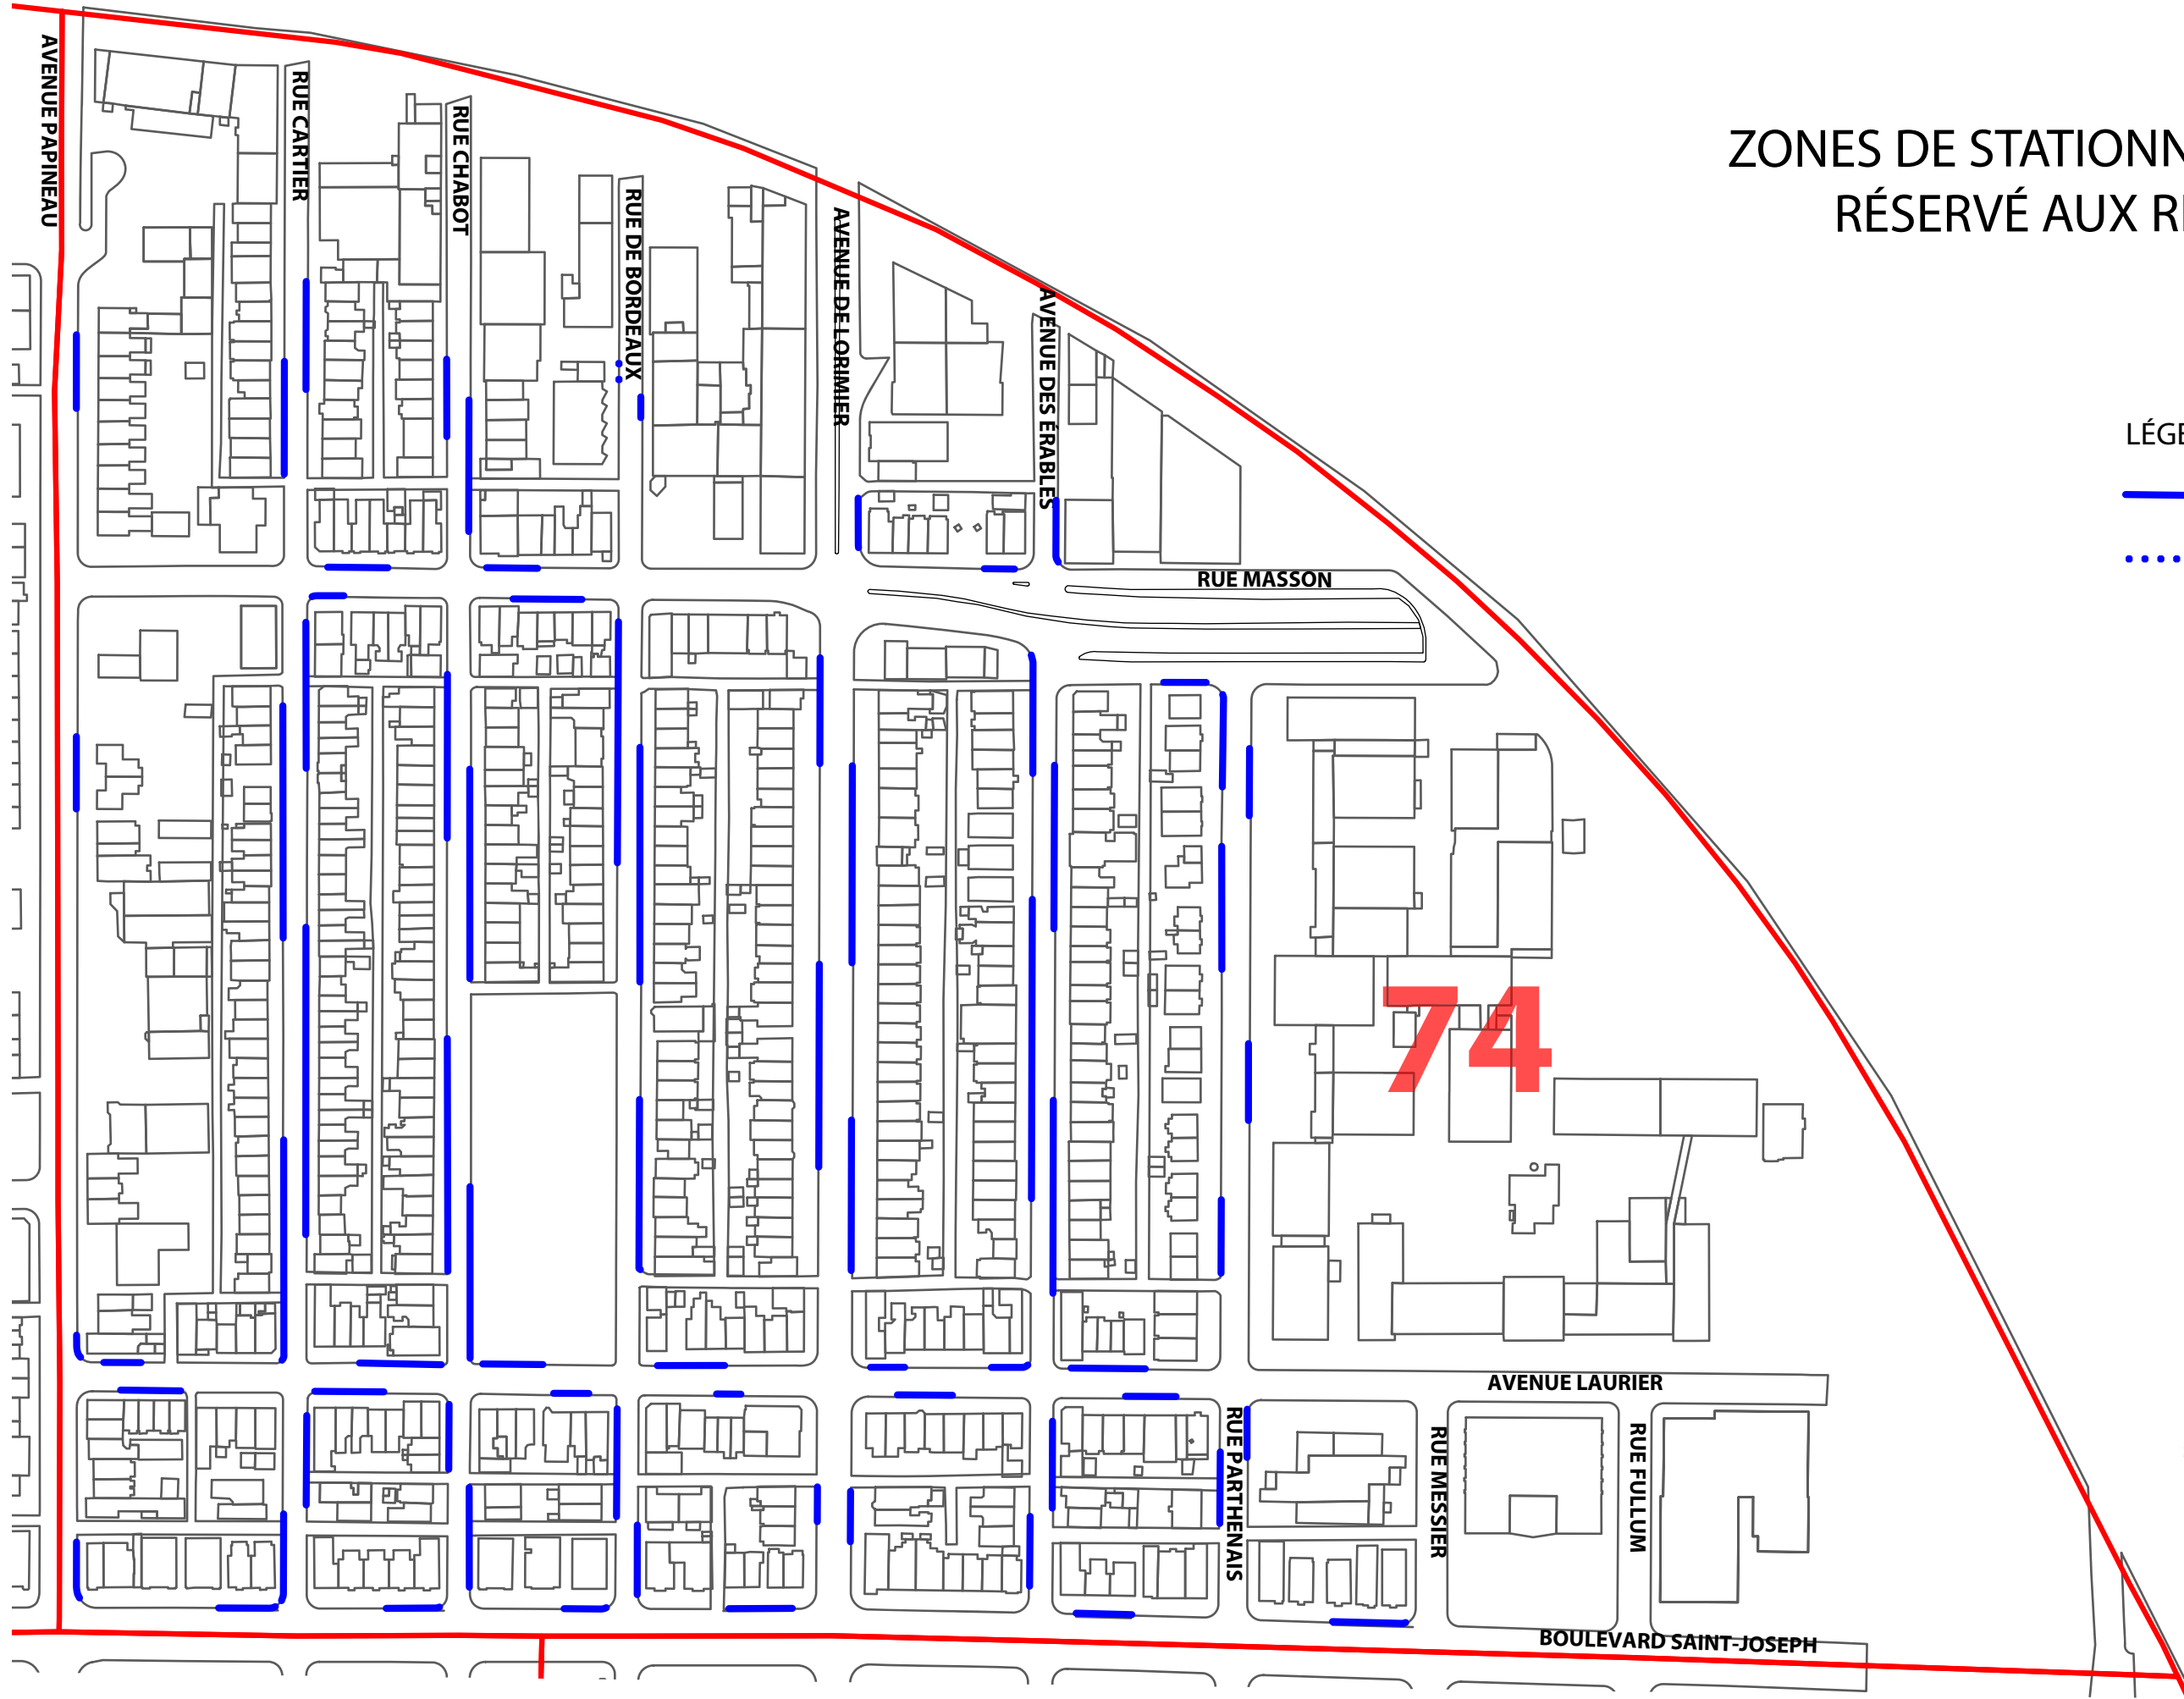 AVENUE PAPINEAU
RUE CARTIER
RUE CHABOT
RUE DE BORDEAUX
AVENUE DE LORIMIER
AVENUE DES ÉRABLES
ZONES DE STATIONN
RÉSERVÉ AUX R
LÉGE
RUE MASSON
74
AVENUE LAURIER
RUE PARTHENAIS
RUE MESSIER
RUE FULLUM
BOULEVARD SAINT-JOSEPH